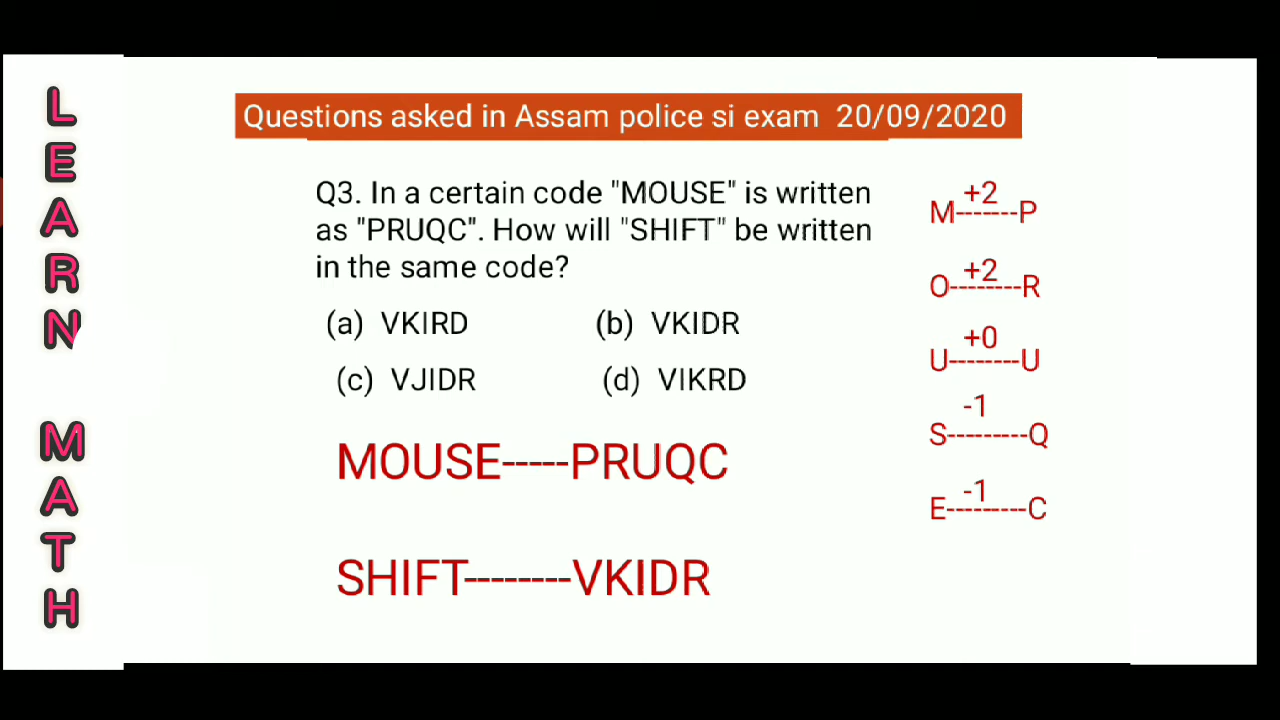 LEARN MATH
Questions asked in Assam police si exam 20/09/2020
Q3. In a certain code "MOUSE" is written
as "PRUQC". How will "SHIFT" be written
in the same code?
(a) VKIRD (b) VKIDR
(c) VJIDR (d) VIKRD
MOUSE-----PRUQC
SHIFT--------VKIDR
+2
M-------P
+2
O--------R
+0
U--------U
-1
S---------Q
-1
E---------C